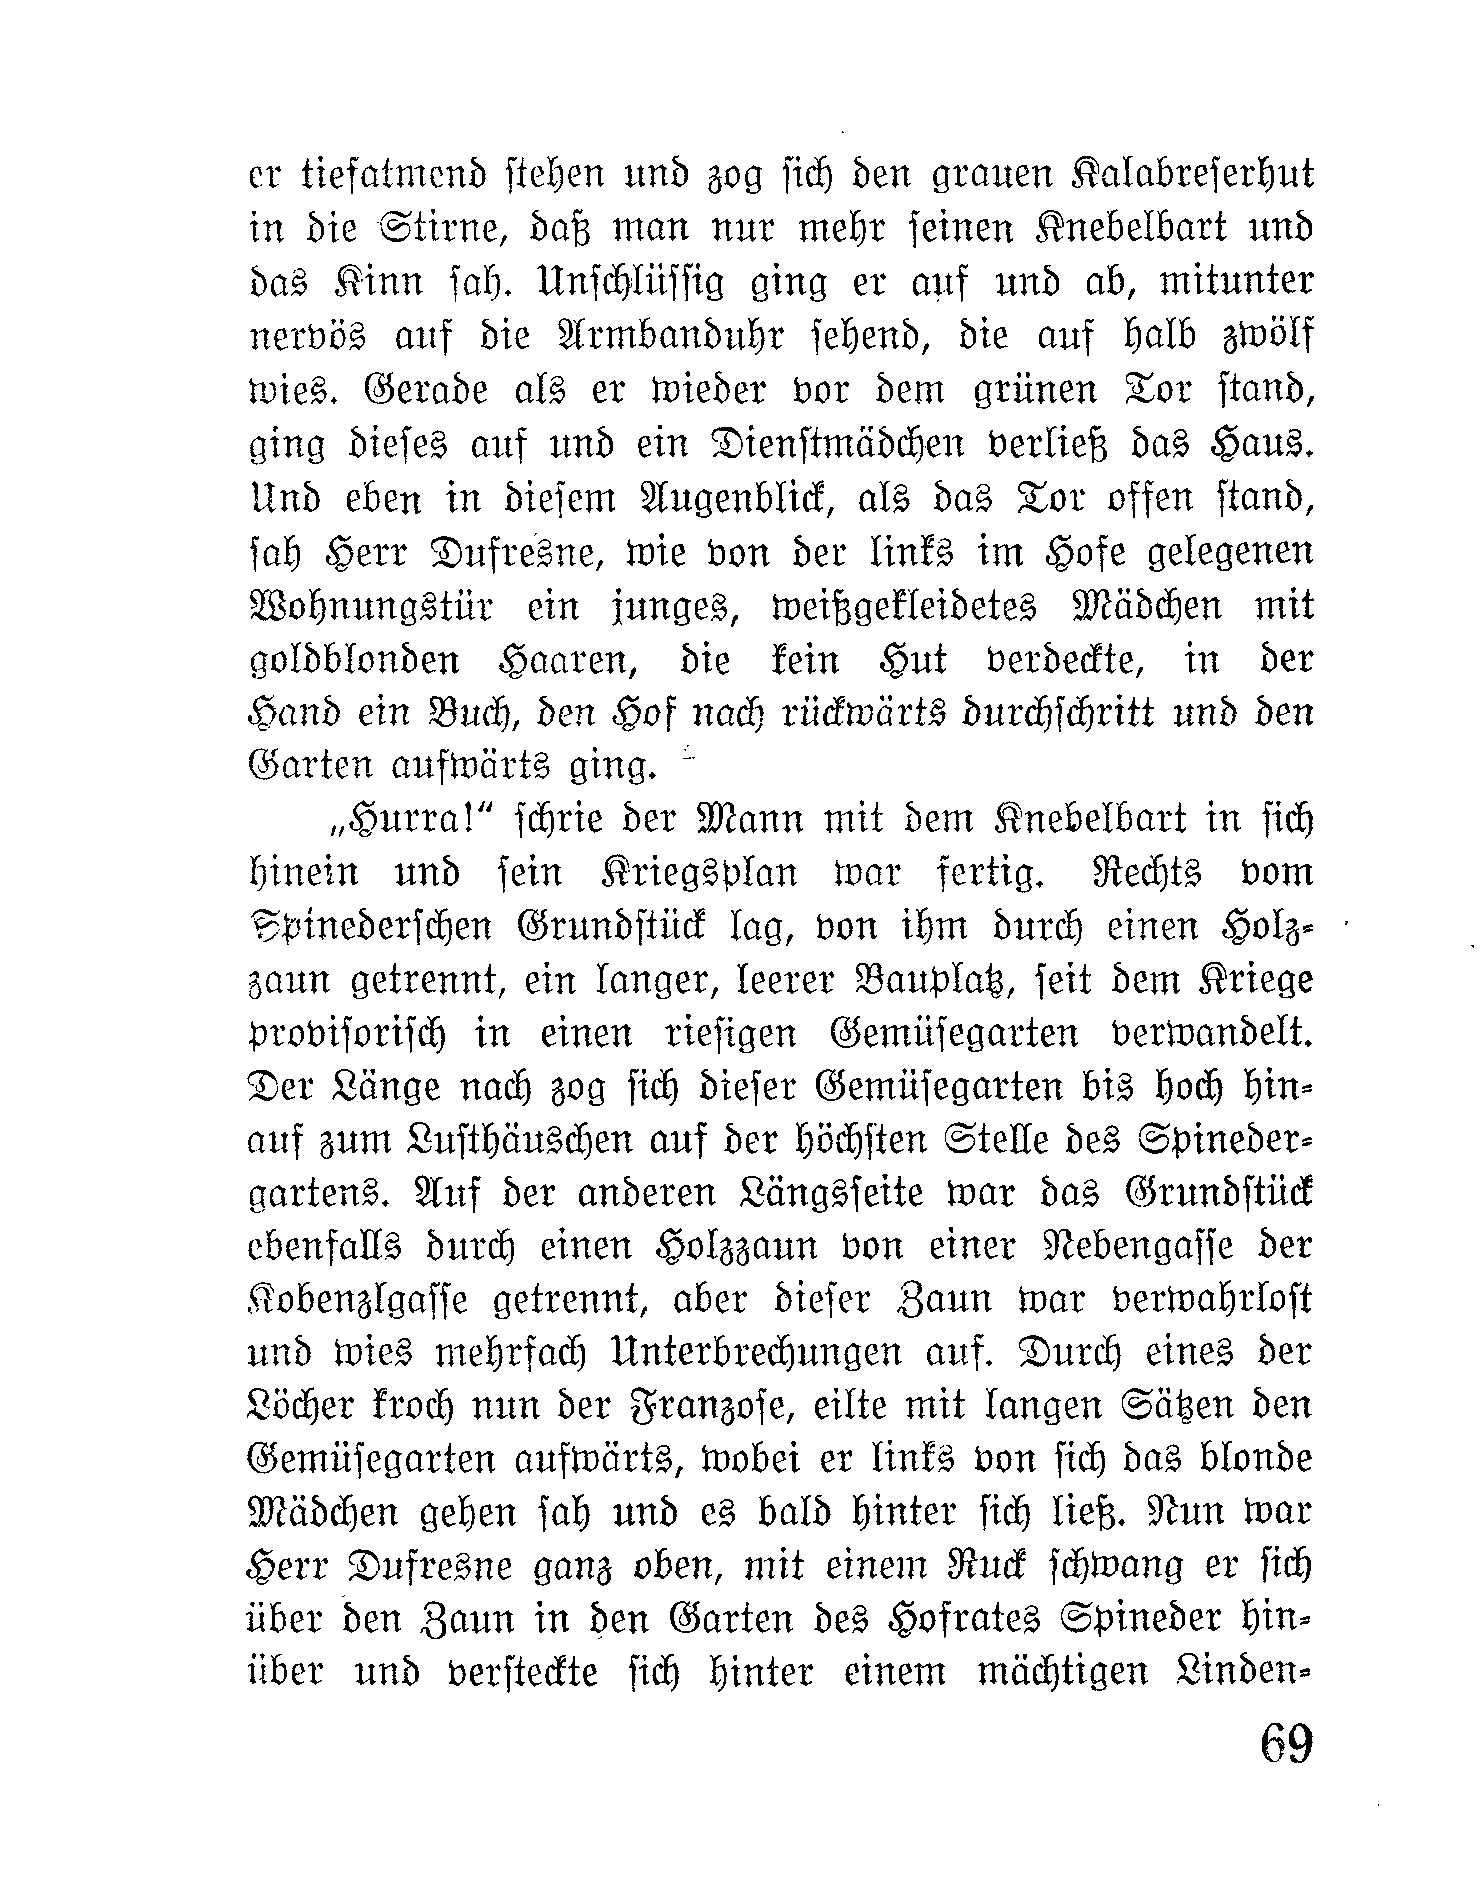 er tiefatmend stehen und zog sich den grauen Kalabreserhut
in die Stirne, daß man nur mehr seinen Knebelbart und
das Kinn sah. Unschlüssig ging er auf und ab, mitunter
nervös auf die Armbanduhr sehend, die auf halb zwölf
wies. Gerade als er wieder vor dem grünen Tor stand,
ging dieses auf und ein Dienstmädchen verließ das Haus.
Und eben in diesem Augenblick, als das Tor offen stand,
sah Herr Dufresne, wie von der links im Hofe gelegenen
Wohnungstür ein junges, weißgekleidetes Mädchen mit
goldblonden Haaren, die kein Hut verdeckte, in der
Hand ein Buch, den Hof nach rückwärts durchschritt und den
Garten aufwärts ging.
„Hurra!“ schrie der Mann mit dem Knebelbart in sich
hinein und sein Kriegsplan war fertig. Rechts vom
Spinederschen Grundstück lag, von ihm durch einen Holz-
zaun getrennt, ein langer, leerer Bauplatz, seit dem Kriege
provisorisch in einen riesigen Gemüsegarten verwandelt.
Der Länge nach zog sich dieser Gemüsegarten bis hoch hin-
auf zum Lusthäuschen auf der höchsten Stelle des Spineder-
gartens. Auf der anderen Längsseite war das Grundstück
ebenfalls durch einen Holzzaun von einer Nebengasse der
Kobenzlgasse getrennt, aber dieser Zaun war verwahrlost
und wies mehrfach Unterbrechungen auf. Durch eines der
Löcher kroch nun der Franzose, eilte mit langen Sätzen den
Gemüsegarten aufwärts, wobei er links von sich das blonde
Mädchen gehen sah und es bald hinter sich ließ. Nun war
Herr Dufresne ganz oben, mit einem Ruck schwang er sich
über den Zaun in den Garten des Hofrates Spineder hin-
über und versteckte sich hinter einem mächtigen Linden-
69